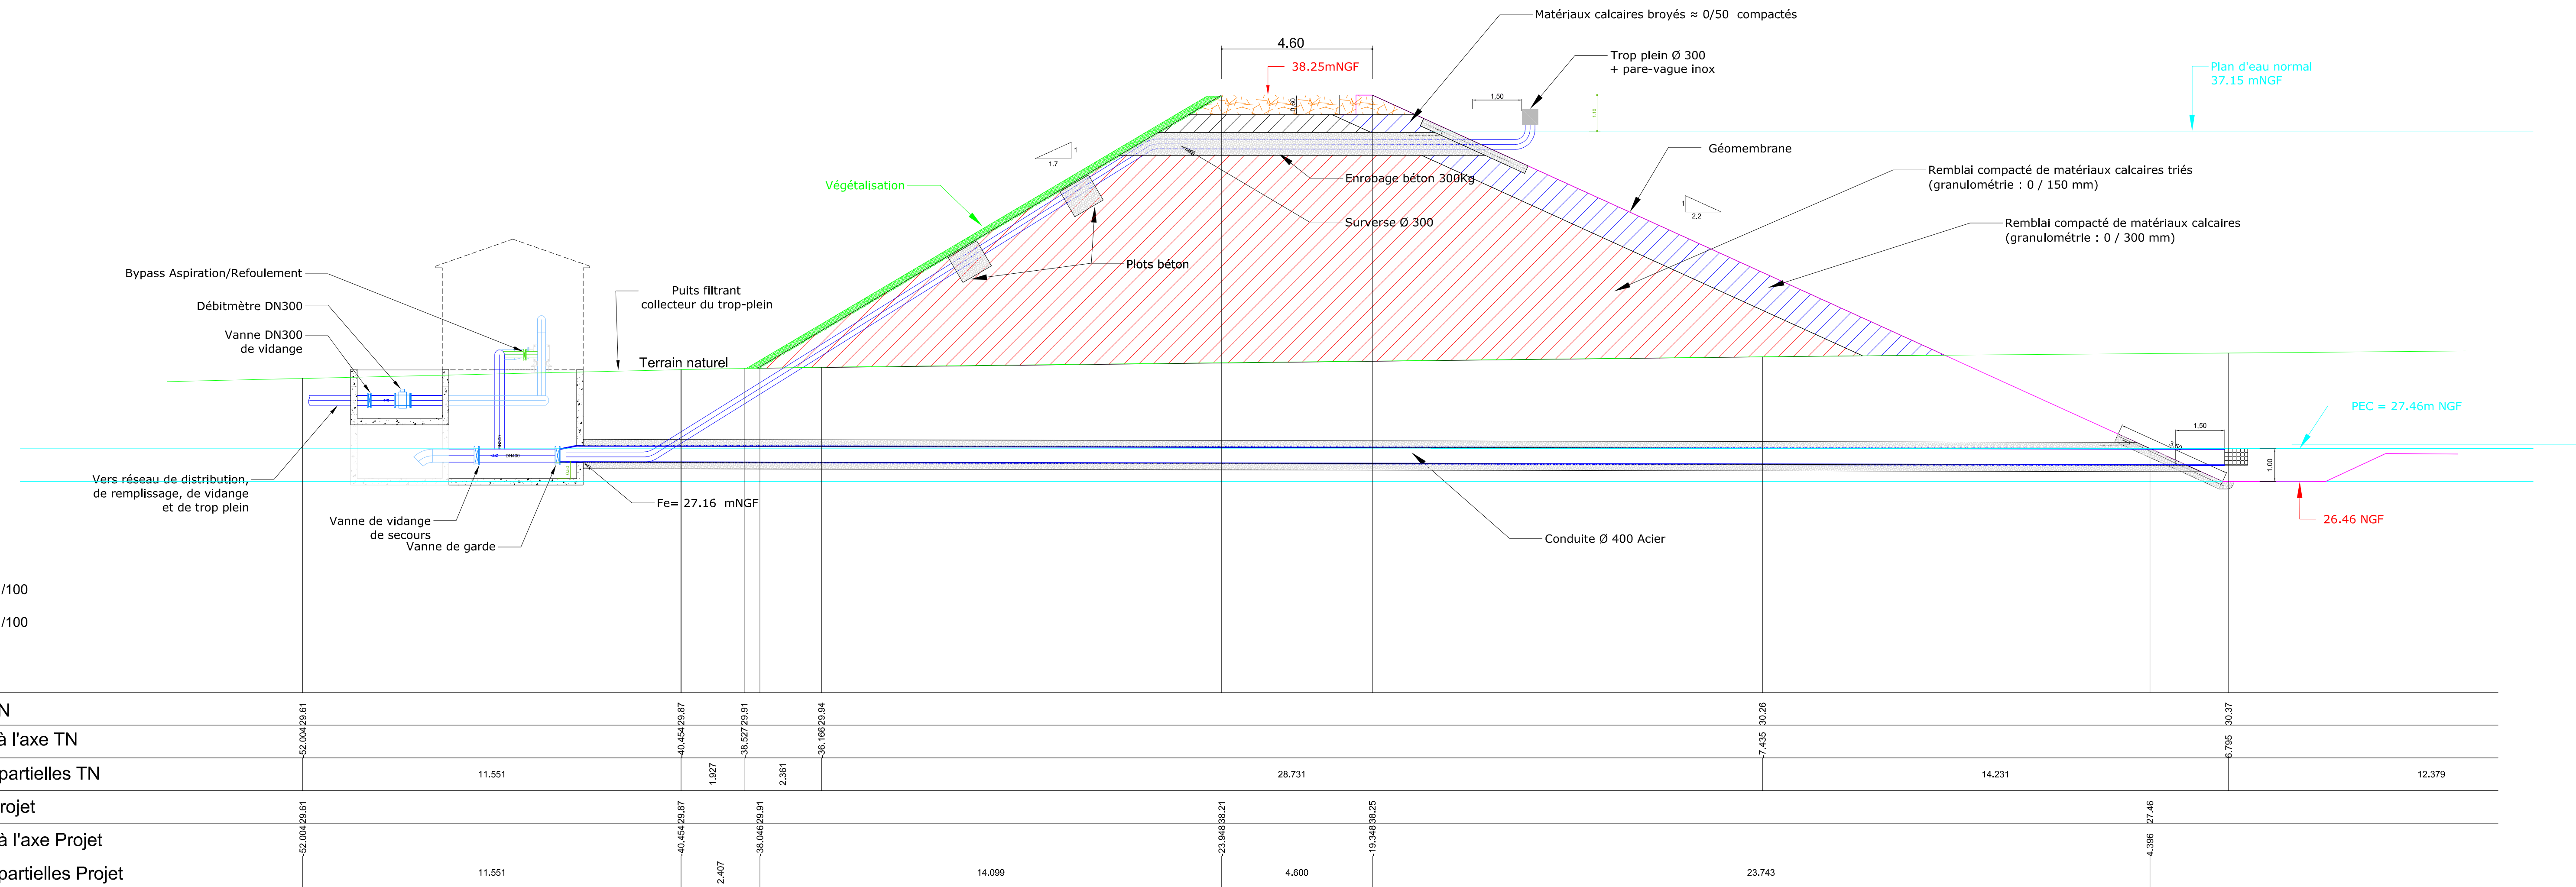 Matériaux calcaires broyés ≈ 0/50 compactés
4.60
Trop plein Ø 300
+ pare-vague inox
38.25mNGF
Plan d'eau normal
37.15 mNGF
1,50
0,60
1,10
1
1.7
Géomembrane
Végétalisation
Enrobage béton 300Kg
Remblai compacté de matériaux calcaires triés
(granulométrie : 0 / 150 mm)
1
2,2
Surverse Ø 300
Remblai compacté de matériaux calcaires
(granulométrie : 0 / 300 mm)
Plots béton
Bypass Aspiration/Refoulement
Puits filtrant
collecteur du trop-plein
Débitmètre DN300
Vanne DN300
de vidange
Terrain naturel
PEC = 27.46m NGF
1,50
3,60
1,00
DN400
Vers réseau de distribution,
de remplissage, de vidange
et de trop plein
Fe= 27.16 mNGF
Vanne de vidange
de secours
Vanne de garde
26.46 NGF
Conduite Ø 400 Acier
/100
/100
N
29.61
29.87
29.91
29.94
30.26
30.37
à l'axe TN
-52.004
-40.454
-38.527
-36.166
-7.435
6.795
partielles TN
11.551
1.927
2.361
28.731
14.231
12.379
rojet
29.61
29.87
29.91
38.21
38.25
27.46
à l'axe Projet
-52.004
-40.454
-38.046
-23.948
-19.348
4.396
partielles Projet
11.551
2.407
14.099
4.600
23.743